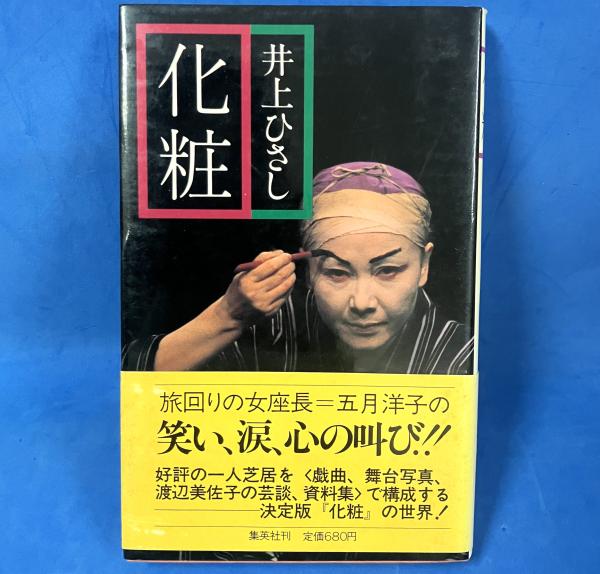 井上ひさし
化粧
旅回りの女座長=五月洋子の
笑い、涙、心の叫び!!
好評の一人芝居を〈戯曲、舞台写真、
渡辺美佐子の芸談、資料集〉で構成する
――決定版『化粧』の世界!
集英社刊 定価680円